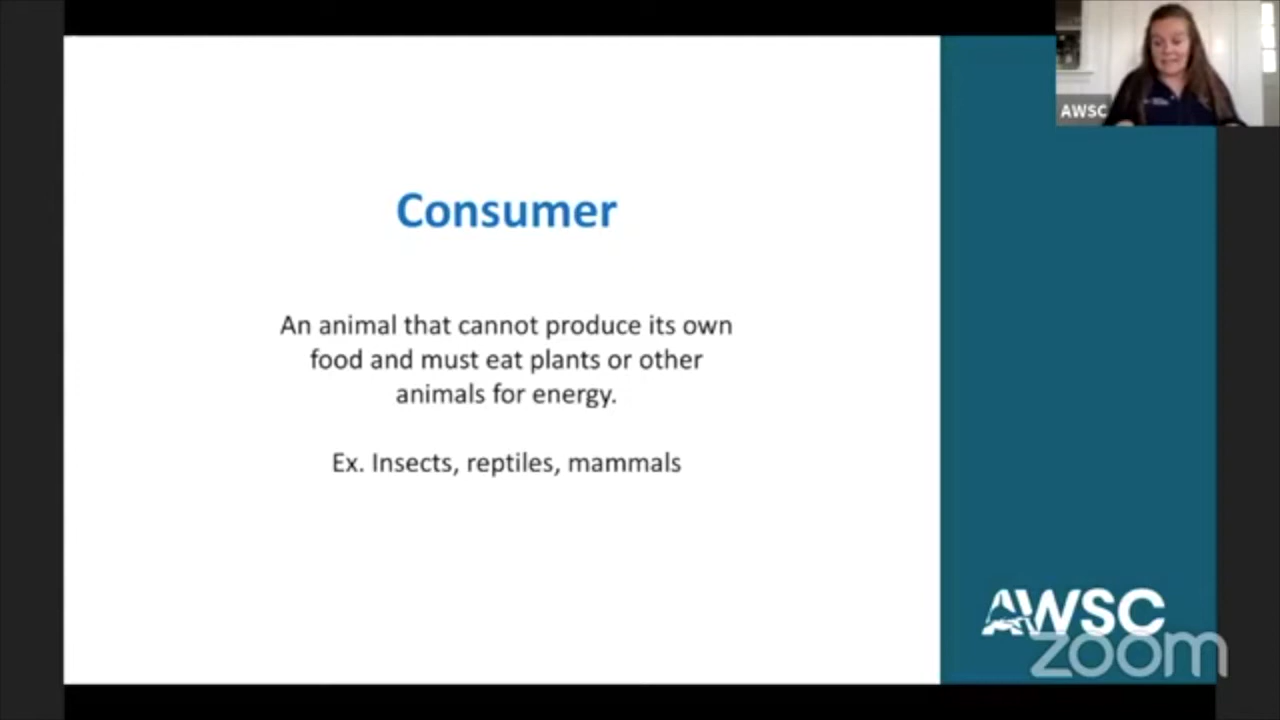 AWSC
Consumer
An animal that cannot produce its own
food and must eat plants or other
animals for energy.
Ex. Insects, reptiles, mammals
AWSC
zoom